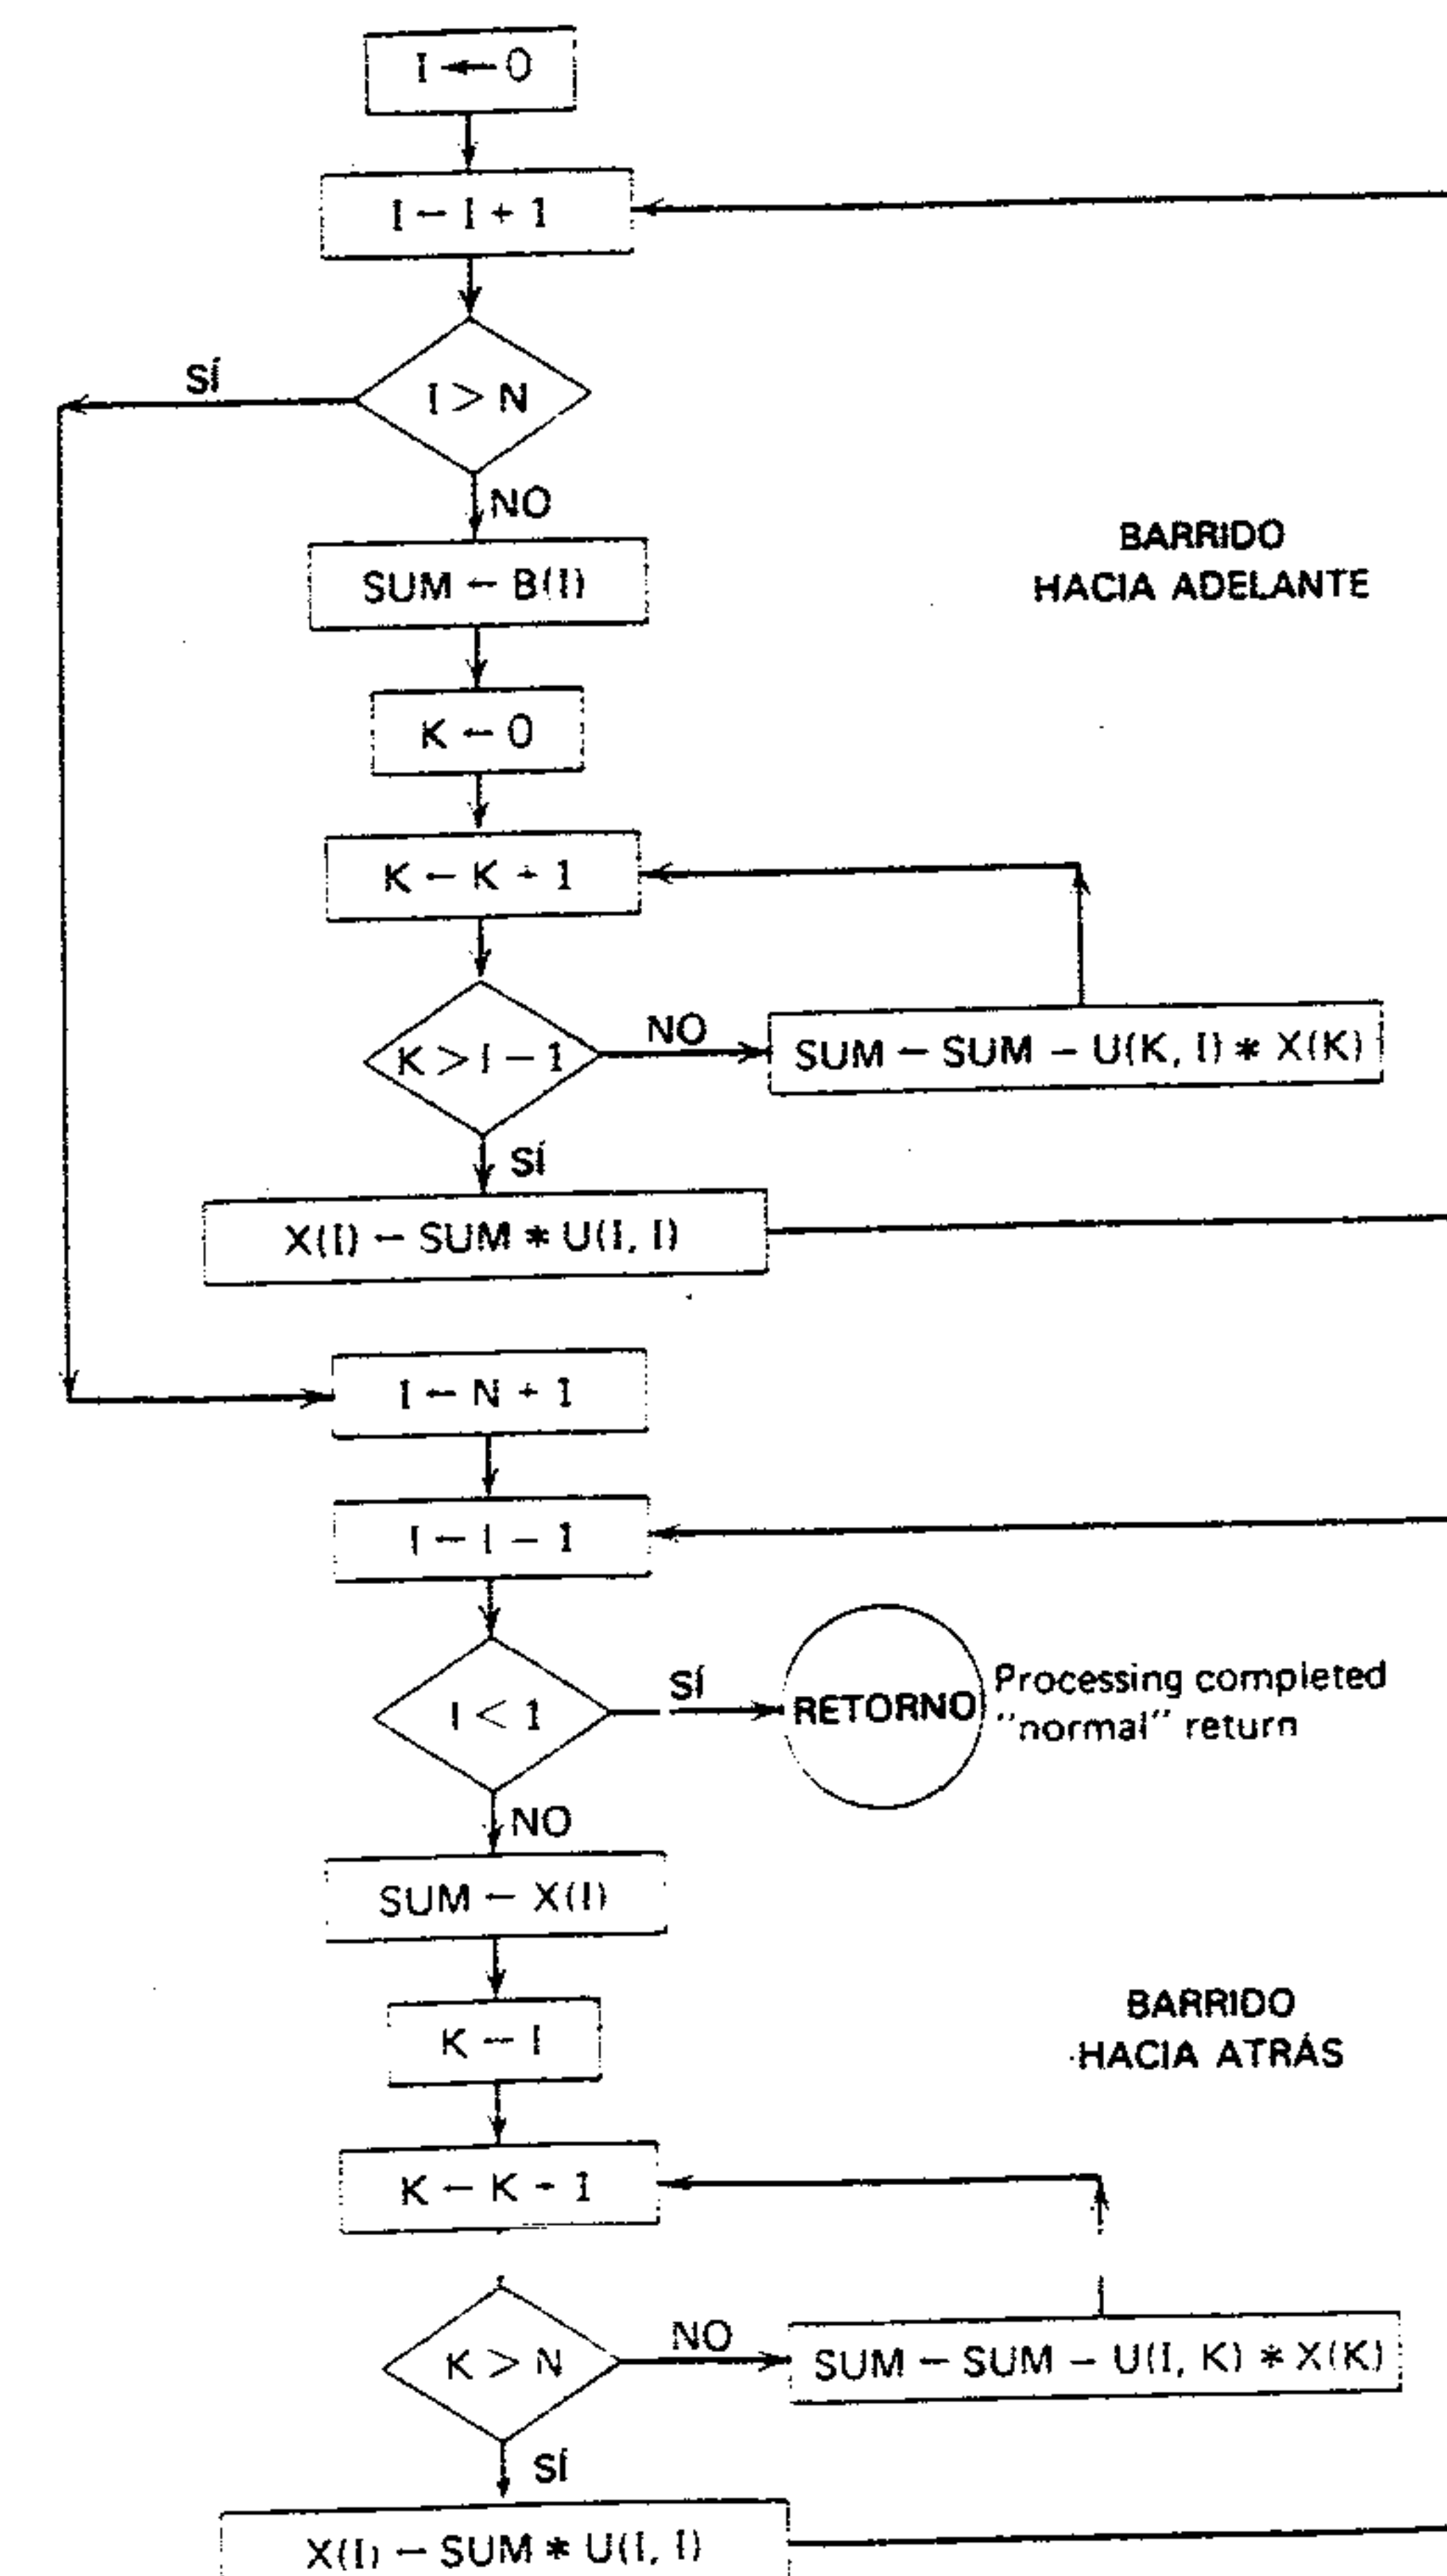 I ← 0
I ← I + 1
SÍ
I > N
NO
BARRIDO
HACIA ADELANTE
SUM ← B(I)
K ← 0
K ← K + 1
K > I − 1
NO
SUM ← SUM − U(K, I) * X(K)
SÍ
X(I) ← SUM * U(I, I)
I ← N + 1
I ← I − 1
I < 1
SÍ
RETORNO
Processing completed
"normal" return
NO
SUM ← X(I)
K ← I
BARRIDO
HACIA ATRÁS
K ← K + 1
K > N
NO
SUM ← SUM − U(I, K) * X(K)
SÍ
X(I) ← SUM * U(I, I)